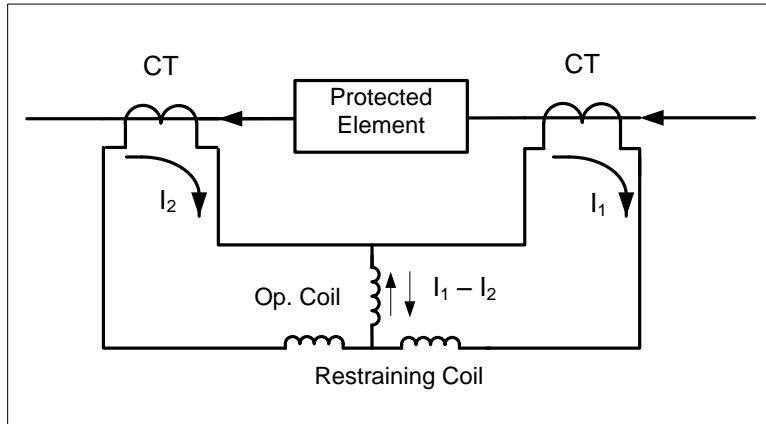 CT
CT
Protected
Element
I₂
I₁
Op. Coil
I₁ – I₂
Restraining Coil